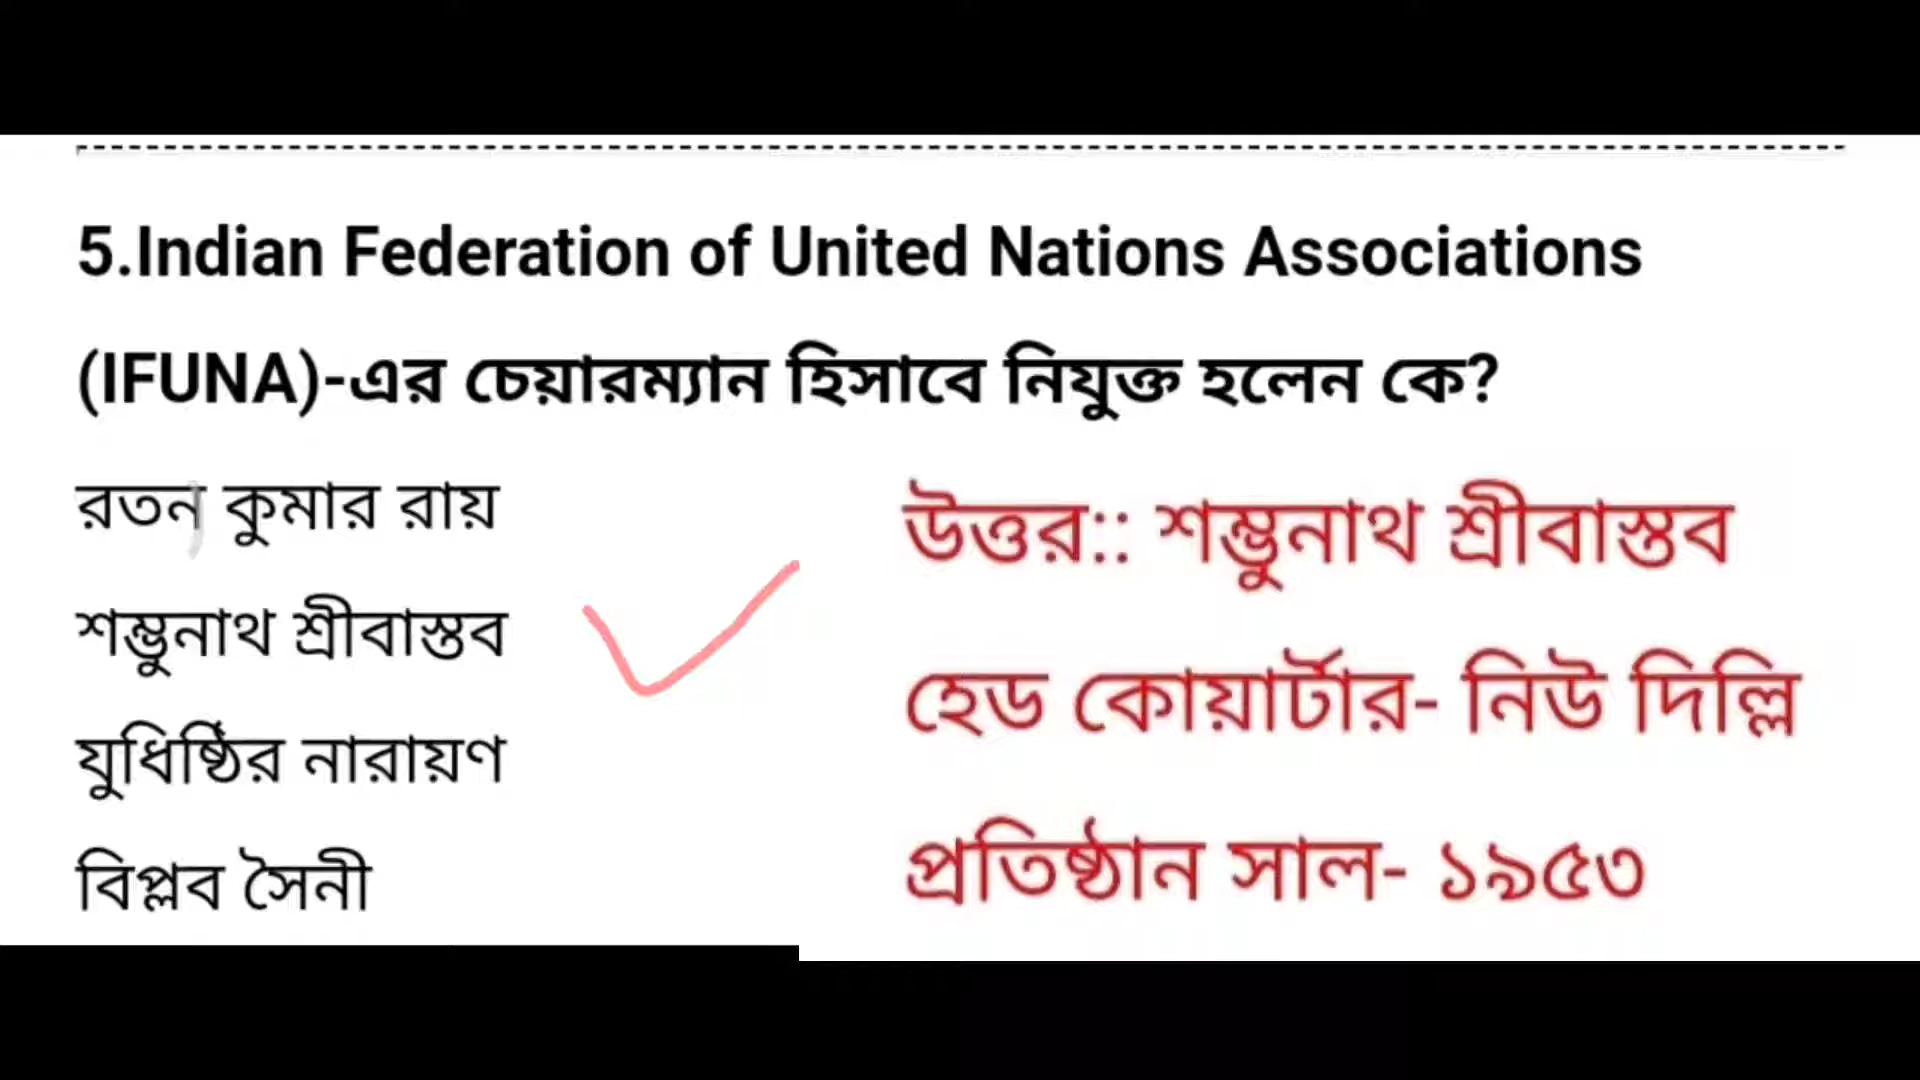 5.Indian Federation of United Nations Associations
(IFUNA)-এর চেয়ারম্যান হিসাবে নিযুক্ত হলেন কে?
রতন কুমার রায়
শম্ভুনাথ শ্রীবাস্তব
যুধিষ্ঠির নারায়ণ
বিপ্লব সৈনী
উত্তর:: শম্ভুনাথ শ্রীবাস্তব
হেড কোয়ার্টার- নিউ দিল্লি
প্রতিষ্ঠান সাল- ১৯৫৩